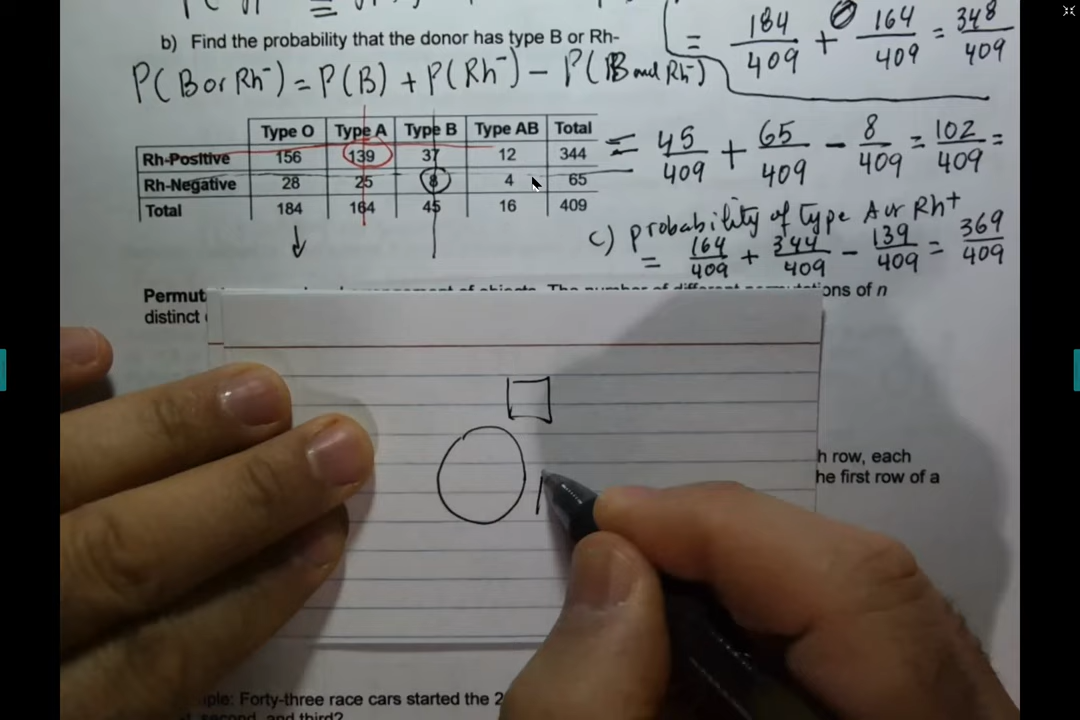 184/409 + 0 164/409 = 348/409
=
b) Find the probability that the donor has type B or Rh-
P(B or Rh⁻) = P(B) + P(Rh⁻) − P(B and Rh⁻)
Type O Type A Type B Type AB Total
Rh-Positive 156 139 37 12 344
Rh-Negative 28 25 8 4 65
Total 184 164 45 16 409
= 45/409 + 65/409 − 8/409 = 102/409 =
c) probability of type A or Rh⁺
= 164/409 + 344/409 − 139/409 = 369/409
Permut
ons of n
distinct
h row, each
he first row of a
ple: Forty-three race cars started the 2
second, and third?